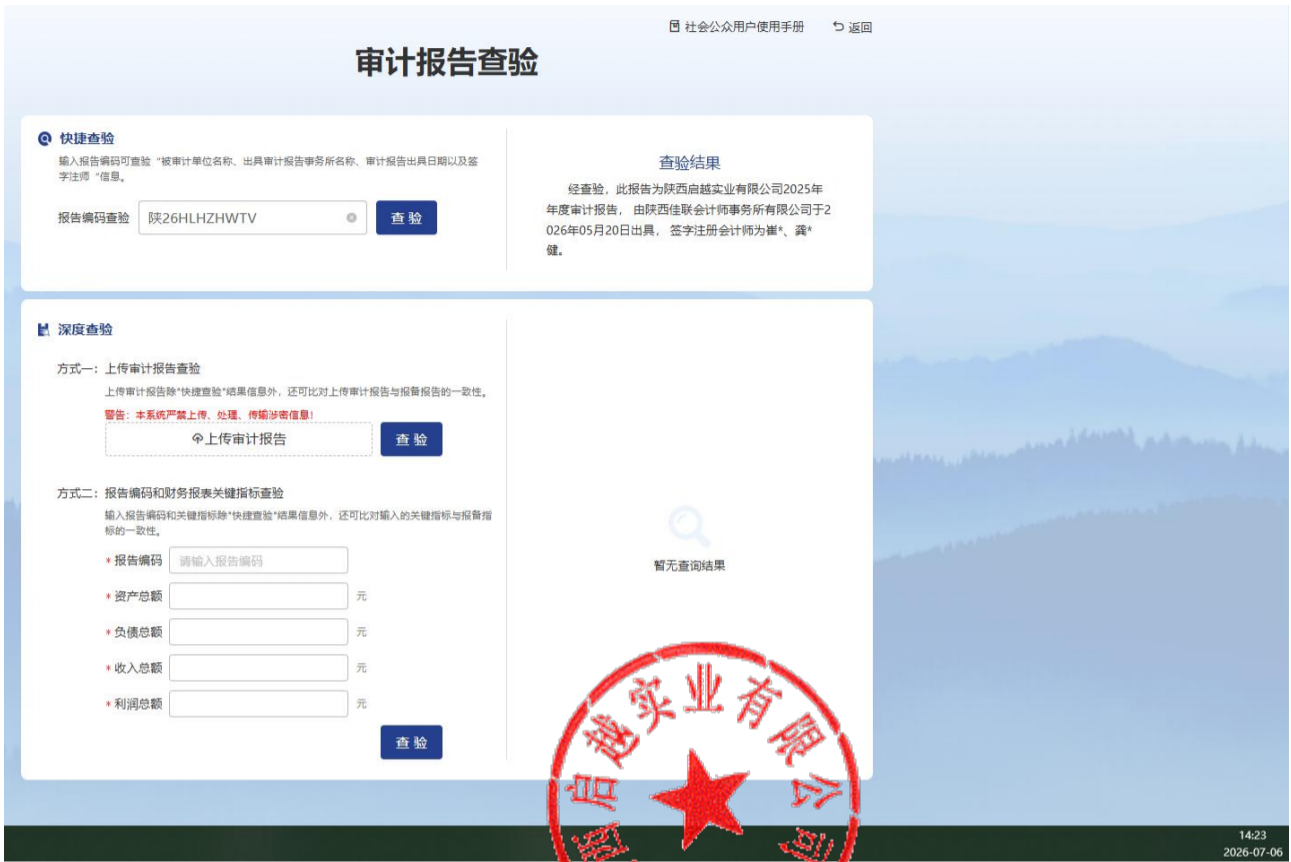 社会公众用户使用手册 返回
审计报告查验
快捷查验
输入报告编码可查验“被审计单位名称、出具审计报告事务所名称、审计报告出具日期以及签
字注师“信息。
报告编码查验 陕26HLHZHWTV 查验
查验结果
经查验，此报告为陕西启越实业有限公司2025年
年度审计报告， 由陕西佳联会计师事务所有限公司于2
026年05月20日出具， 签字注册会计师为崔*、龚*
健。
深度查验
方式一：上传审计报告查验
上传审计报告除"快捷查验"结果信息外，还可比对上传审计报告与报备报告的一致性。
警告：本系统严禁上传、处理、传输涉密信息！
上传审计报告 查验
方式二：报告编码和财务报表关键指标查验
输入报告编码和关键指标除"快捷查验"结果信息外，还可比对输入的关键指标与报备指
标的一致性。
* 报告编码 请输入报告编码
* 资产总额 元
* 负债总额 元
* 收入总额 元
* 利润总额 元
查验
暂无查询结果
西启越实业有限公司
14:23
2026-07-06